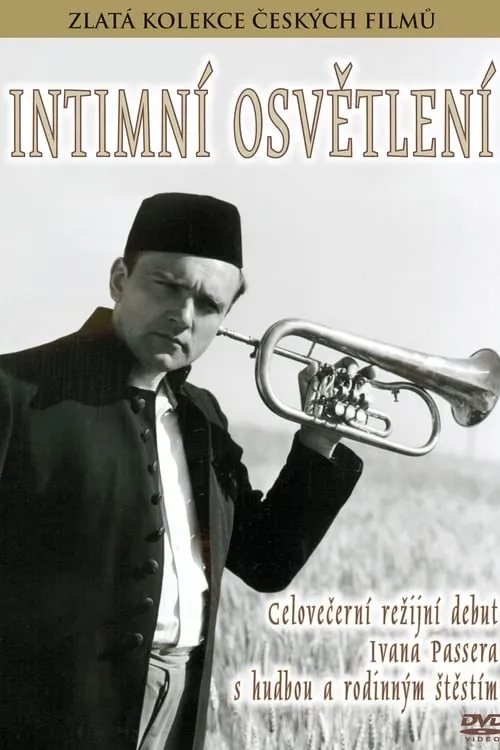 ZLATÁ KOLEKCE ČESKÝCH FILMŮ
INTIMNÍ OSVĚTLENÍ
Celovečerní režijní debut
Ivana Passera
s hudbou a rodinným štěstím
DVD
VIDEO